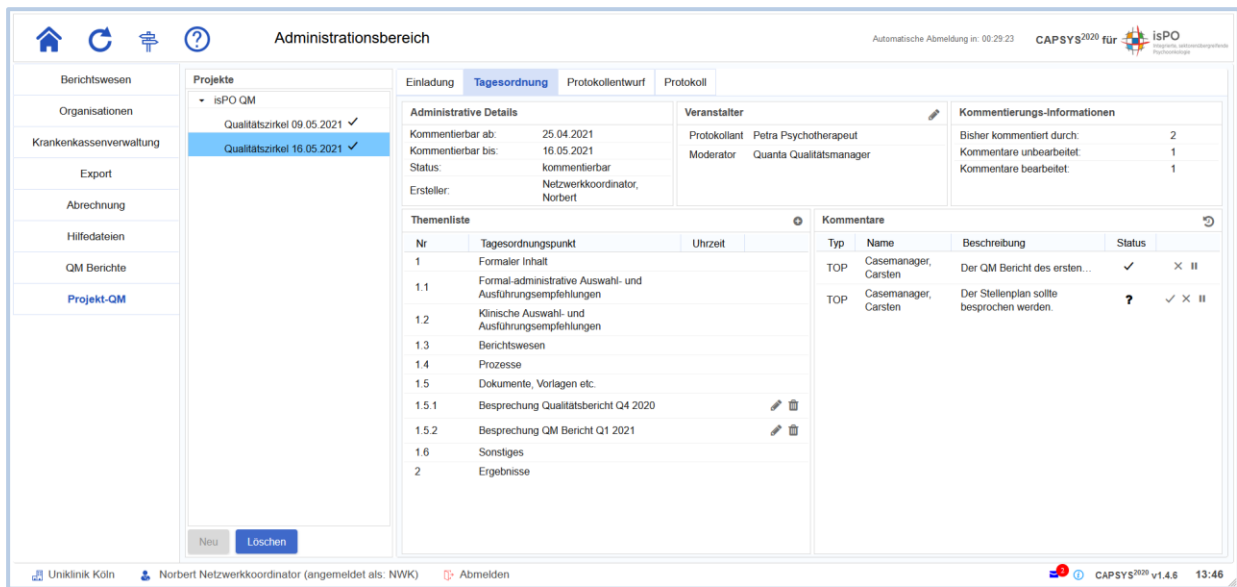 Administrationsbereich
Automatische Abmeldung in: 00:29:23
CAPSYS2020 für
isPO
Integrierte, sektorenübergreifende
Psychoonkologie
Berichtswesen
Organisationen
Krankenkassenverwaltung
Export
Abrechnung
Hilfedateien
QM Berichte
Projekt-QM
Projekte
isPO QM
Qualitätszirkel 09.05.2021
Qualitätszirkel 16.05.2021
Neu Löschen
Einladung Tagesordnung Protokollentwurf Protokoll
Administrative Details
Kommentierbar ab: 25.04.2021
Kommentierbar bis: 16.05.2021
Status: kommentierbar
Ersteller: Netzwerkkoordinator,
Norbert
Veranstalter
Protokollant Petra Psychotherapeut
Moderator Quanta Qualitätsmanager
Kommentierungs-Informationen
Bisher kommentiert durch: 2
Kommentare unbearbeitet: 1
Kommentare bearbeitet: 1
Themenliste
Nr Tagesordnungspunkt Uhrzeit
1 Formaler Inhalt
1.1 Formal-administrative Auswahl- und
Ausführungsempfehlungen
1.2 Klinische Auswahl- und
Ausführungsempfehlungen
1.3 Berichtswesen
1.4 Prozesse
1.5 Dokumente, Vorlagen etc.
1.5.1 Besprechung Qualitätsbericht Q4 2020
1.5.2 Besprechung QM Bericht Q1 2021
1.6 Sonstiges
2 Ergebnisse
Kommentare
Typ Name Beschreibung Status
TOP Casemanager,
Carsten Der QM Bericht des ersten...
TOP Casemanager,
Carsten Der Stellenplan sollte
besprochen werden. ?
Uniklinik Köln Norbert Netzwerkkoordinator (angemeldet als: NWK) Abmelden
2 CAPSYS2020 v1.4.6 13:46